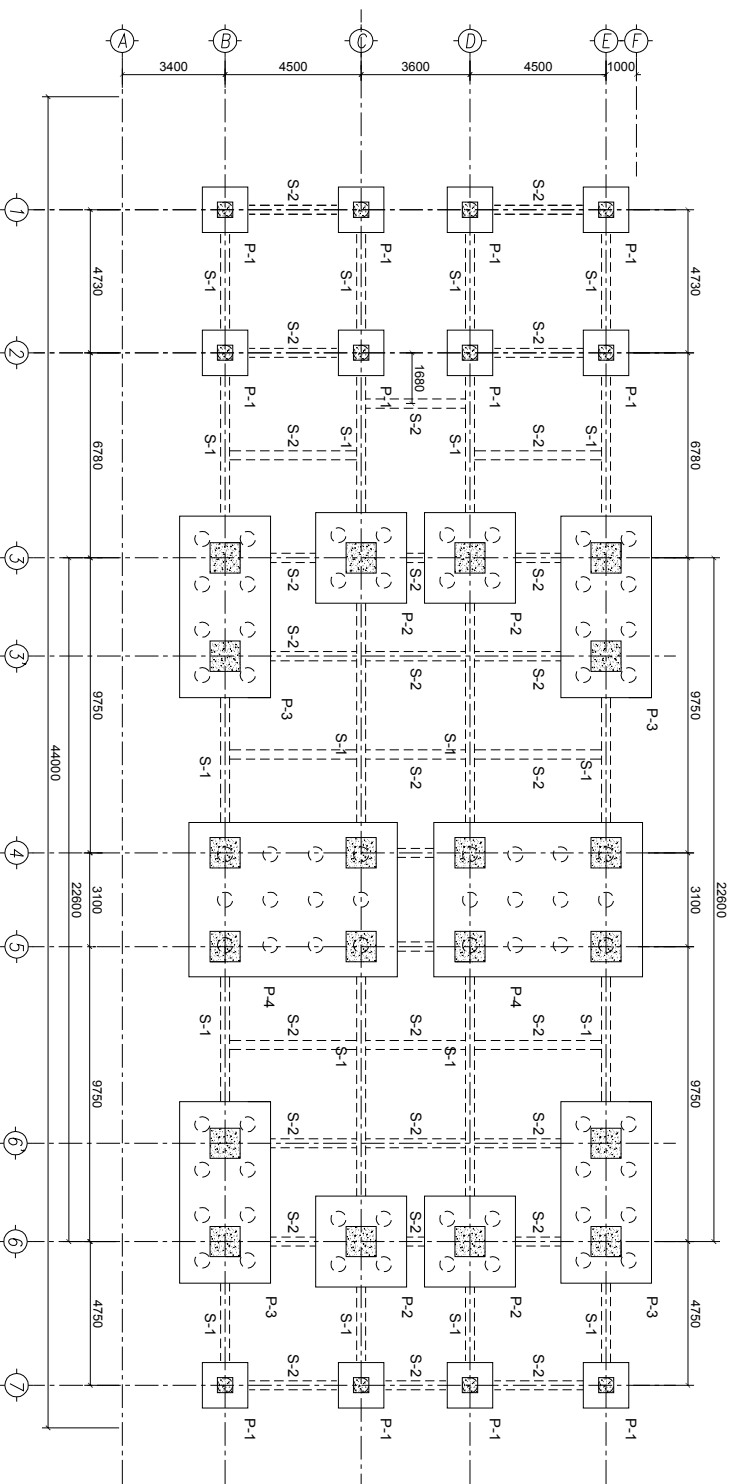 A
B
C
D
E
F
3400
4500
3600
4500
1000
S-2
S-2
1
P-1
P-1
P-1
P-1
4730
S-1
S-1
S-1
S-1
4730
S-2
S-2
2
P-1
P-1
P-1
P-1
1680
S-2
6780
S-1
S-2
S-1
S-1
S-2
S-1
6780
3
S-2
S-2
S-2
P-2
P-2
3'
S-2
S-2
S-2
P-3
P-3
9750
9750
44000
S-1
S-1
S-1
S-1
S-2
S-2
4
22600
3100
3100
22600
5
P-4
P-4
S-1
S-2
S-2
S-2
S-1
S-1
S-1
9750
9750
6'
S-2
S-2
S-2
6
S-2
S-2
S-2
P-3
P-2
P-2
P-3
4750
S-1
S-1
S-1
S-1
4750
S-2
S-2
S-2
7
P-1
P-1
P-1
P-1